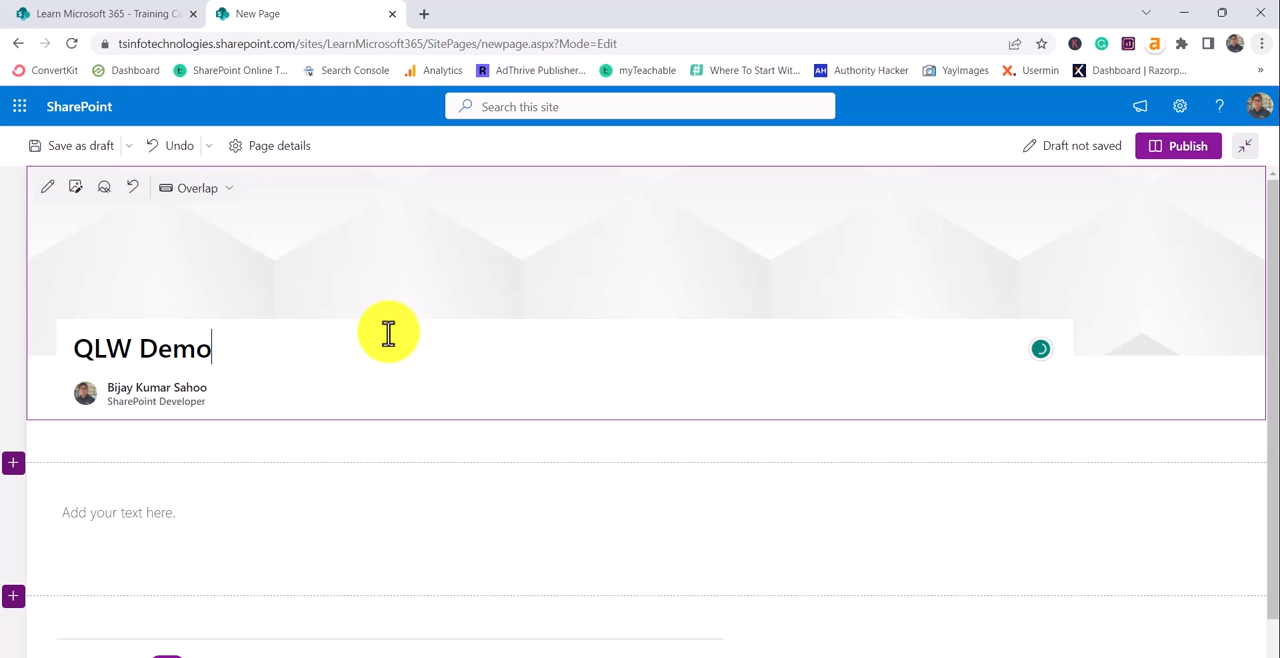 Learn Microsoft 365 - Training Ca
New Page
tsinfotechnologies.sharepoint.com/sites/LearnMicrosoft365/SitePages/newpage.aspx?Mode=Edit
ConvertKit Dashboard SharePoint Online T... Search Console Analytics AdThrive Publisher... myTeachable Where To Start Wit... AH Authority Hacker YayImages Usermin Dashboard | Razorp... »
SharePoint
Search this site
Save as draft Undo Page details
Draft not saved Publish
Overlap
QLW Demo
Bijay Kumar Sahoo
SharePoint Developer
Add your text here.